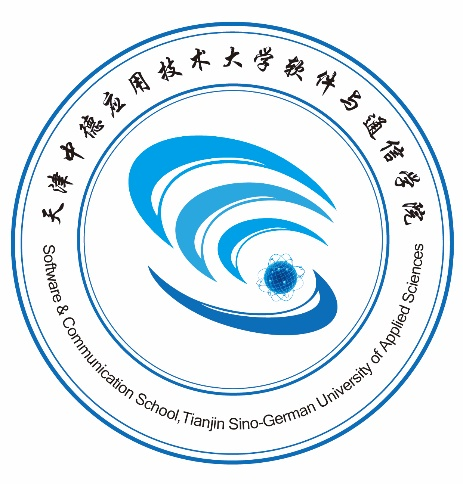 天津中德应用技术大学软件与通信学院
Software & Communication School,Tianjin Sino-German University of Applied Sciences